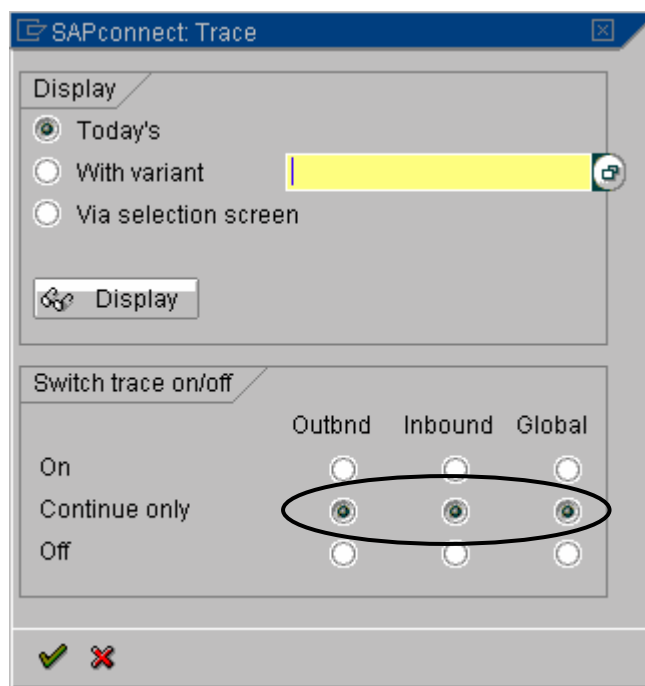 SAPconnect: Trace
Display
Today's
With variant
Via selection screen
Display
Switch trace on/off
Outbnd Inbound Global
On
Continue only
Off